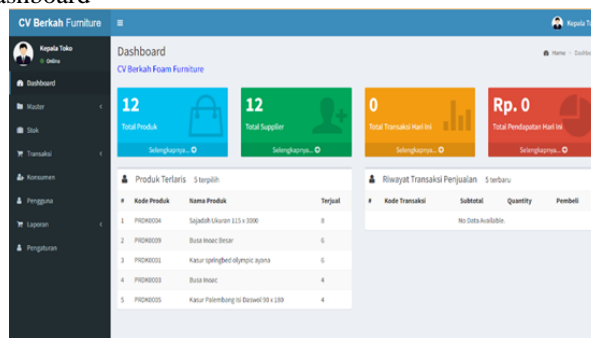 CV Berkah Furniture
Kepala To
Kepala Toko
Online
Dashboard
Master
Stok
Transaksi
Konsumen
Pengguna
Laporan
Pengaturan
Dashboard
CV Berkah Foam Furniture
Home > Dashbo
12
Total Produk
Selengkapnya...
12
Total Supplier
Selengkapnya...
0
Total Transaksi Hari Ini
Selengkapnya...
Rp. 0
Total Pendapatan Hari Ini
Selengkapnya...
Produk Terlaris 5 terpilih
# Kode Produk Nama Produk Terjual
1 PRDK0004 Sajadah Ukuran 115 x 3000 8
2 PRDK0009 Busa Inoac Besar 6
3 PRDK0001 Kasur springbed olympic ayana 6
4 PRDK0003 Busa Inoac 4
5 PRDK0005 Kasur Palembang Isi 90 x 180 4
Riwayat Transaksi Penjualan 5 terbaru
# Kode Transaksi Subtotal Quantity Pembeli
No Data Available.